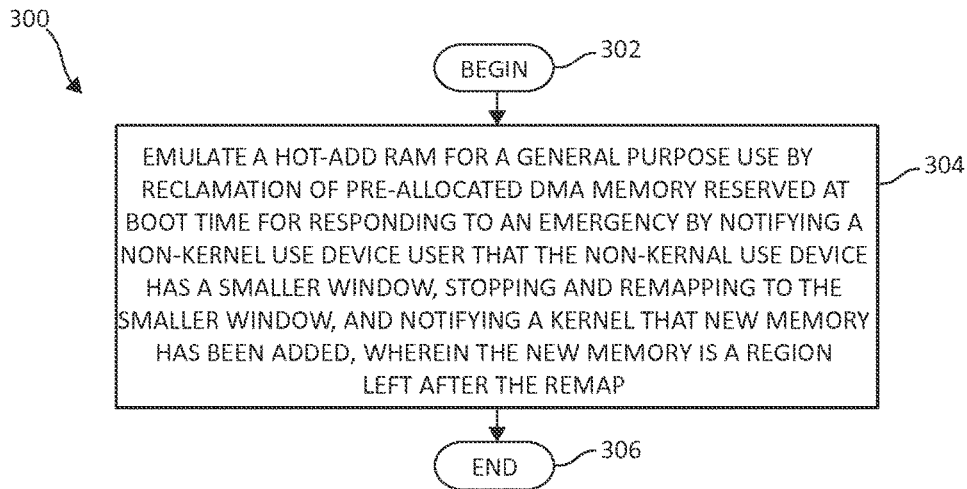 300
302
BEGIN
EMULATE A HOT-ADD RAM FOR A GENERAL PURPOSE USE BY
RECLAMATION OF PRE-ALLOCATED DMA MEMORY RESERVED AT
BOOT TIME FOR RESPONDING TO AN EMERGENCY BY NOTIFYING A
NON-KERNEL USE DEVICE USER THAT THE NON-KERNAL USE DEVICE
HAS A SMALLER WINDOW, STOPPING AND REMAPPING TO THE
SMALLER WINDOW, AND NOTIFYING A KERNEL THAT NEW MEMORY
HAS BEEN ADDED, WHEREIN THE NEW MEMORY IS A REGION
LEFT AFTER THE REMAP
304
END
306